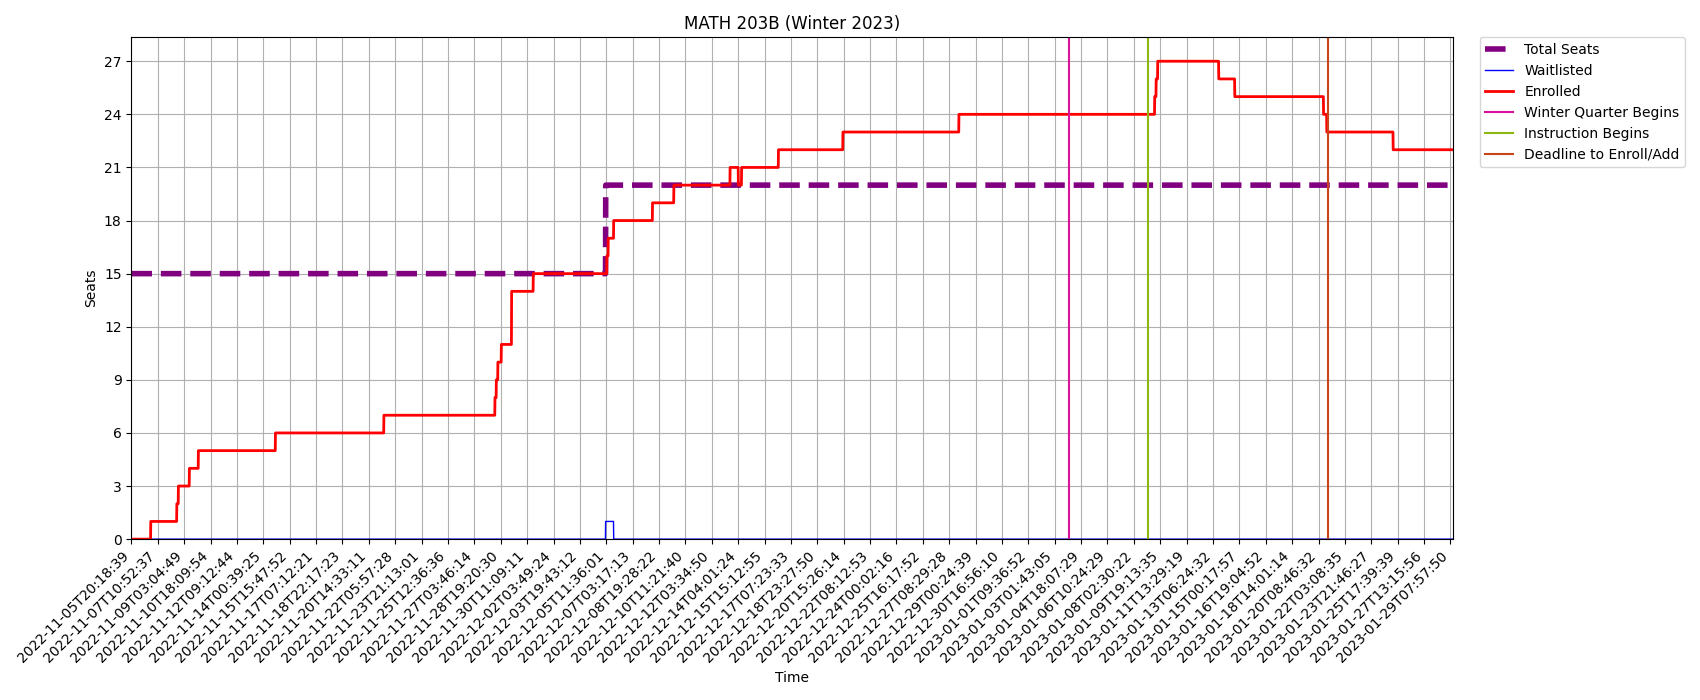 MATH 203B (Winter 2023)
Total Seats
Waitlisted
Enrolled
Winter Quarter Begins
Instruction Begins
Deadline to Enroll/Add
Seats
27
24
21
18
15
12
9
6
3
0
2022-11-05T20:18:39
2022-11-07T10:52:37
2022-11-09T03:04:49
2022-11-10T18:09:54
2022-11-12T09:12:44
2022-11-14T00:39:25
2022-11-15T15:47:52
2022-11-17T07:12:21
2022-11-18T22:17:23
2022-11-20T14:33:11
2022-11-22T05:57:28
2022-11-23T21:13:01
2022-11-25T12:36:36
2022-11-27T03:46:14
2022-11-28T19:20:30
2022-11-30T11:09:11
2022-12-02T03:49:24
2022-12-03T19:43:12
2022-12-05T11:36:01
2022-12-07T03:17:13
2022-12-08T19:28:22
2022-12-10T11:21:40
2022-12-12T03:34:50
2022-12-14T04:01:24
2022-12-15T15:12:55
2022-12-17T07:23:33
2022-12-18T23:27:50
2022-12-20T15:26:14
2022-12-22T08:12:53
2022-12-24T00:02:16
2022-12-25T16:17:52
2022-12-27T08:29:28
2022-12-29T00:24:39
2022-12-30T16:56:10
2023-01-01T09:36:52
2023-01-03T01:43:05
2023-01-04T18:07:29
2023-01-06T10:24:29
2023-01-08T02:30:22
2023-01-09T19:13:35
2023-01-11T13:29:19
2023-01-13T06:24:32
2023-01-15T00:17:57
2023-01-16T19:04:52
2023-01-18T14:01:14
2023-01-20T08:46:32
2023-01-22T03:08:35
2023-01-23T21:46:27
2023-01-25T17:39:39
2023-01-27T13:15:56
2023-01-29T07:57:50
Time